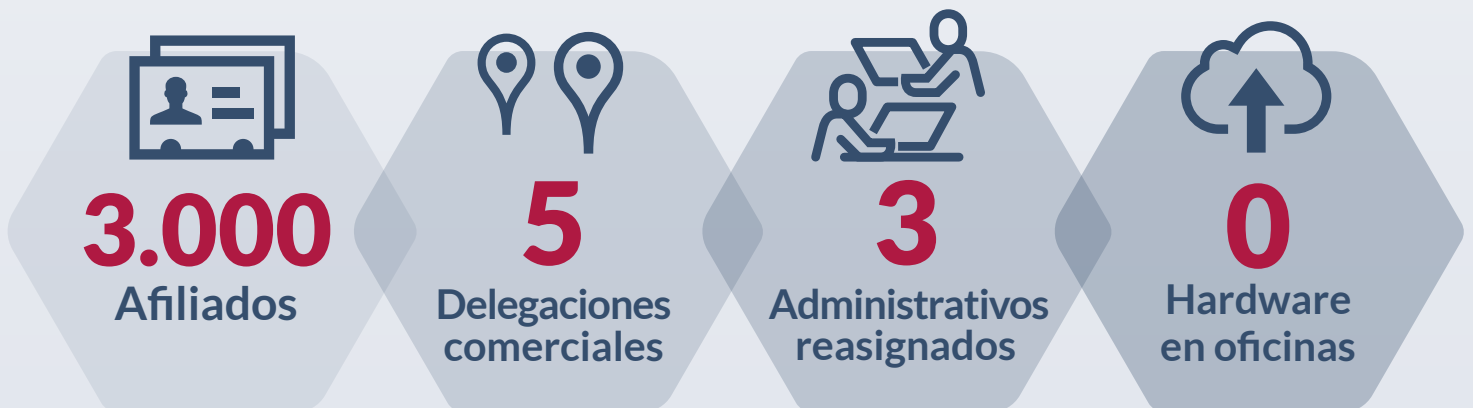 3.000
Afiliados
5
Delegaciones
comerciales
3
Administrativos
reasignados
0
Hardware
en oficinas